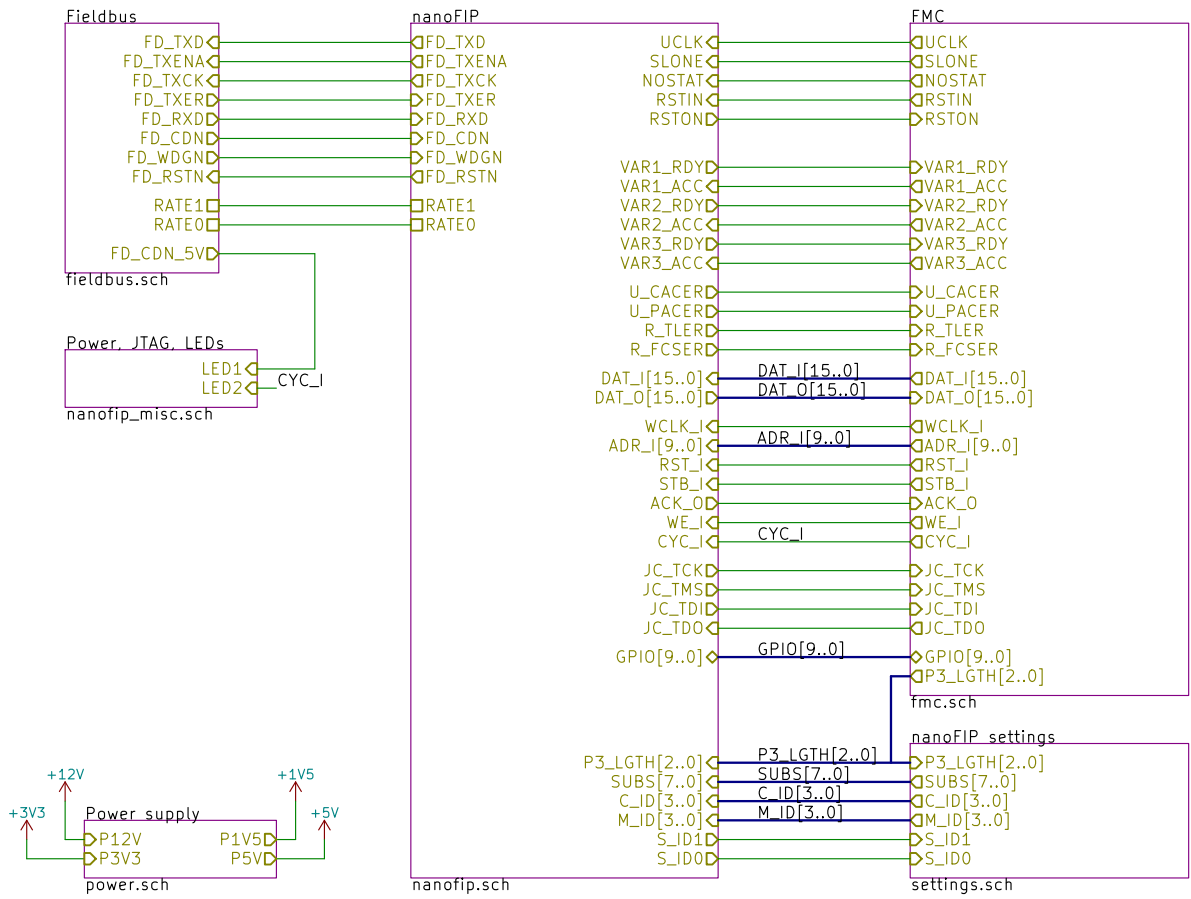 Fieldbus
FD_TXD
FD_TXENA
FD_TXCK
FD_TXER
FD_RXD
FD_CDN
FD_WDGN
FD_RSTN
RATE1
RATE0
FD_CDN_5V
fieldbus.sch
Power, JTAG, LEDs
LED1
LED2
CYC_I
nanofip_misc.sch
+12V
+1V5
+3V3
+5V
Power supply
P12V
P1V5
P3V3
P5V
power.sch
nanoFIP
FD_TXD
FD_TXENA
FD_TXCK
FD_TXER
FD_RXD
FD_CDN
FD_WDGN
FD_RSTN
RATE1
RATE0
UCLK
SLONE
NOSTAT
RSTIN
RSTON
VAR1_RDY
VAR1_ACC
VAR2_RDY
VAR2_ACC
VAR3_RDY
VAR3_ACC
U_CACER
U_PACER
R_TLER
R_FCSER
DAT_I[15..0]
DAT_O[15..0]
WCLK_I
ADR_I[9..0]
RST_I
STB_I
ACK_O
WE_I
CYC_I
JC_TCK
JC_TMS
JC_TDI
JC_TDO
GPIO[9..0]
P3_LGTH[2..0]
SUBS[7..0]
C_ID[3..0]
M_ID[3..0]
S_ID1
S_ID0
nanofip.sch
DAT_I[15..0]
DAT_O[15..0]
ADR_I[9..0]
CYC_I
GPIO[9..0]
P3_LGTH[2..0]
SUBS[7..0]
C_ID[3..0]
M_ID[3..0]
FMC
UCLK
SLONE
NOSTAT
RSTIN
RSTON
VAR1_RDY
VAR1_ACC
VAR2_RDY
VAR2_ACC
VAR3_RDY
VAR3_ACC
U_CACER
U_PACER
R_TLER
R_FCSER
DAT_I[15..0]
DAT_O[15..0]
WCLK_I
ADR_I[9..0]
RST_I
STB_I
ACK_O
WE_I
CYC_I
JC_TCK
JC_TMS
JC_TDI
JC_TDO
GPIO[9..0]
P3_LGTH[2..0]
fmc.sch
nanoFIP settings
P3_LGTH[2..0]
SUBS[7..0]
C_ID[3..0]
M_ID[3..0]
S_ID1
S_ID0
settings.sch